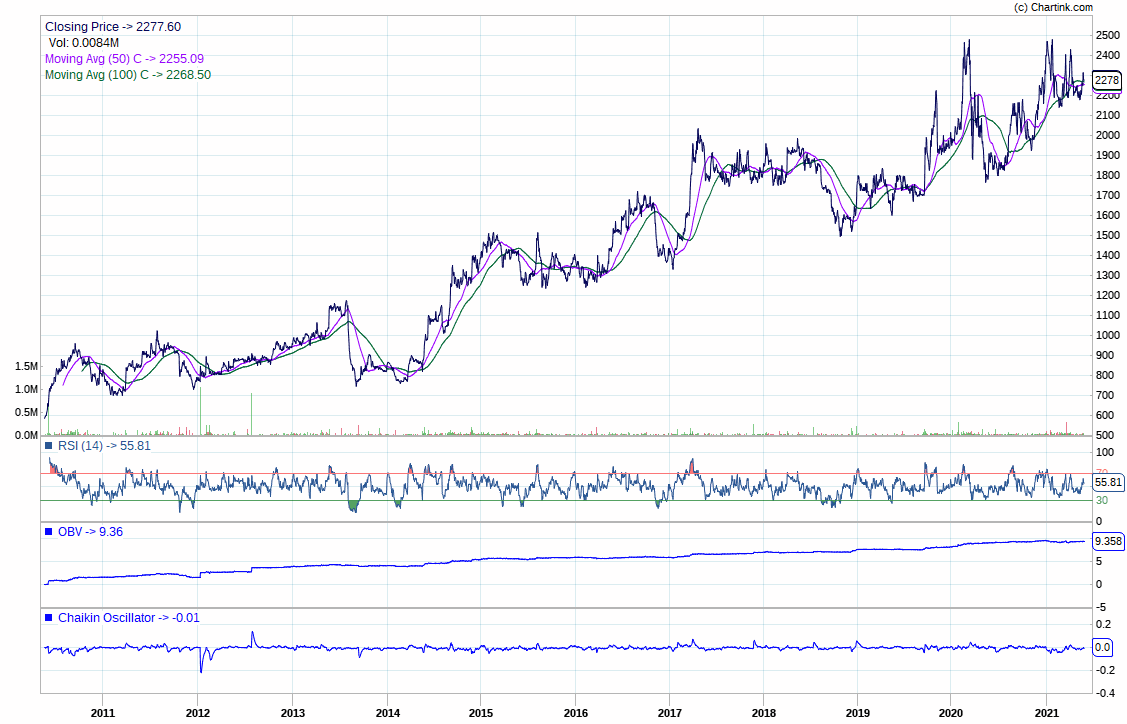 (c) Chartink.com
Closing Price -> 2277.60
Vol: 0.0084M
Moving Avg (50) C -> 2255.09
Moving Avg (100) C -> 2268.50
2500
2400
2278
2200
2100
2000
1900
1800
1700
1600
1500
1400
1300
1200
1100
1000
900
800
700
600
500
1.5M
1.0M
0.5M
0.0M
RSI (14) -> 55.81
100
70
55.81
30
0
OBV -> 9.36
9.358
5
0
-5
Chaikin Oscillator -> -0.01
0.2
0.0
-0.2
-0.4
2011 2012 2013 2014 2015 2016 2017 2018 2019 2020 2021